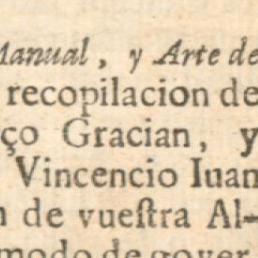 Manual, y Arte de
recopilacion de
ço Gracian, y
Vincencio Iuan
n de vueſtra Al-
modo de gover